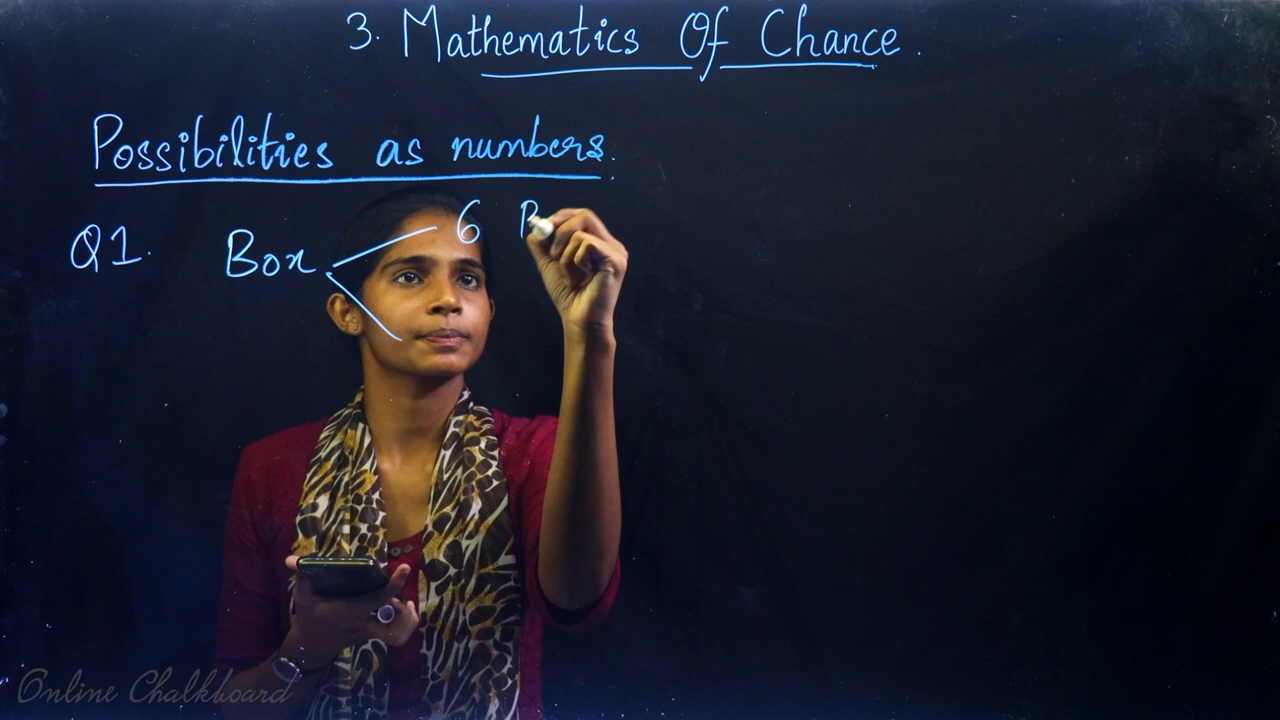 3. Mathematics Of Chance.
Possibilities as numbers.
Q1. Box 6 B
Online Chalkboard